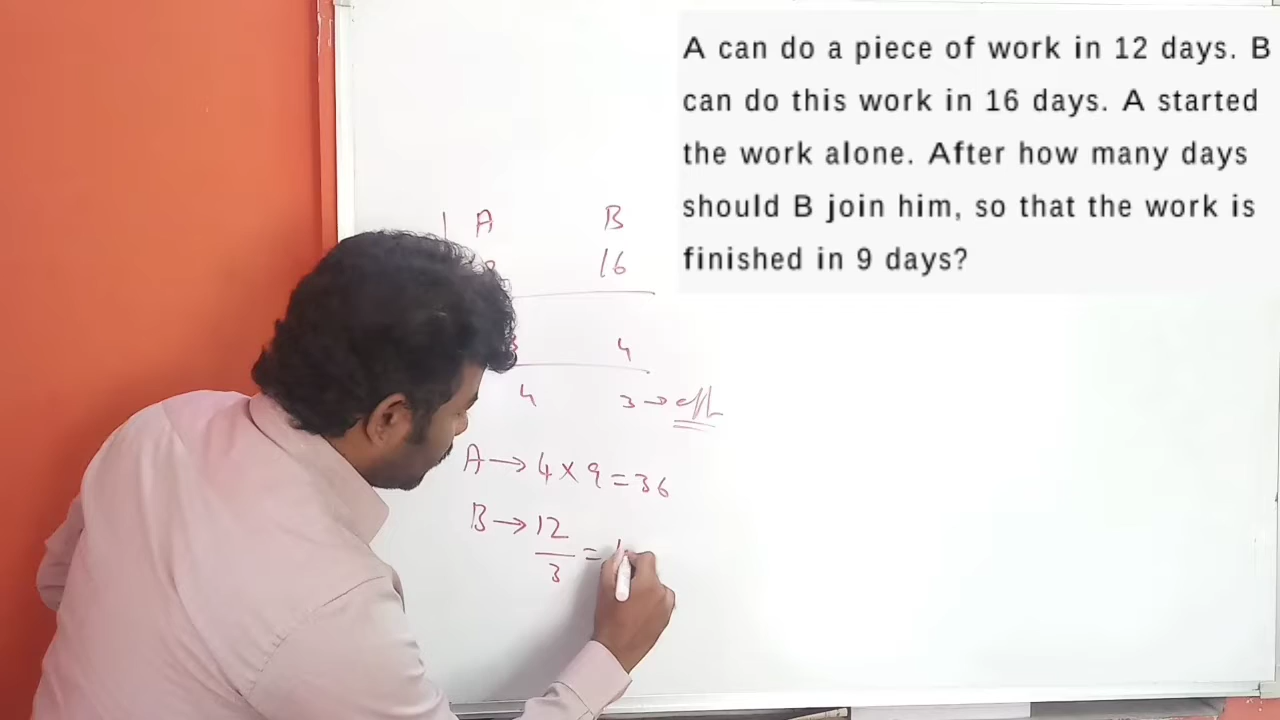 A can do a piece of work in 12 days. B
can do this work in 16 days. A started
the work alone. After how many days
should B join him, so that the work is
finished in 9 days?
A B
16
3 4
4 3 → eff
A → 4 × 9 = 36
B → 12
3 =